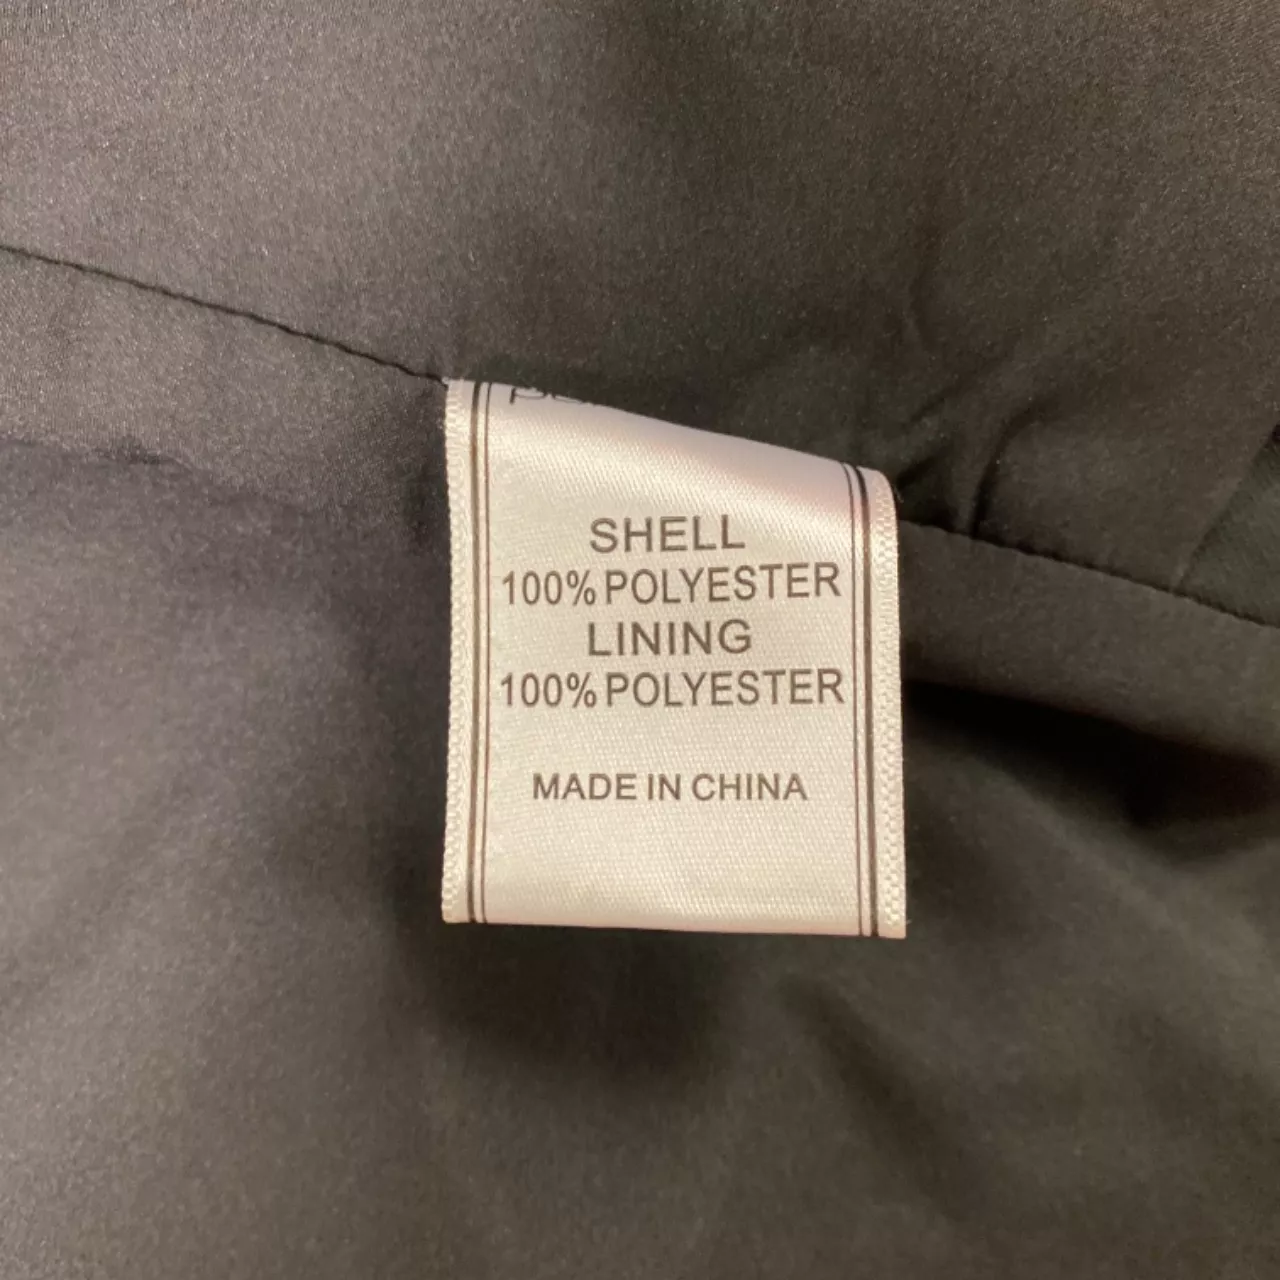 SHELL
100% POLYESTER
LINING
100% POLYESTER
MADE IN CHINA